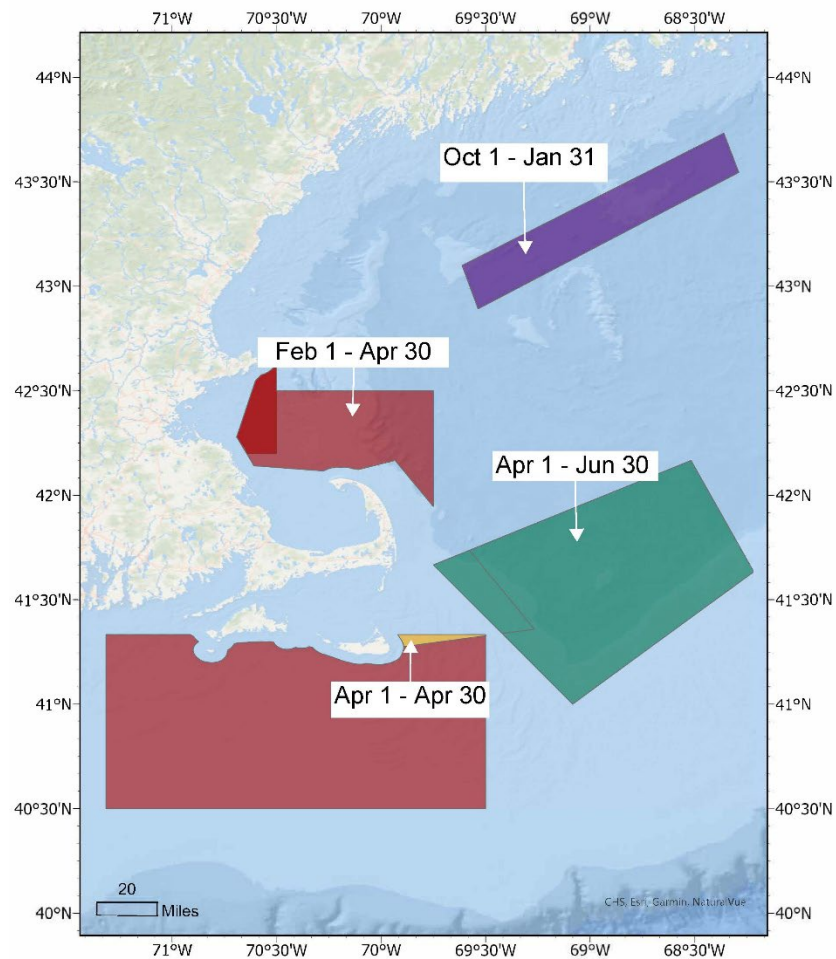 71°W 70°30'W 70°W 69°30'W 69°W 68°30'W
44°N 44°N
Oct 1 - Jan 31
43°30'N 43°30'N
43°N 43°N
Feb 1 - Apr 30
42°30'N 42°30'N
Apr 1 - Jun 30
42°N 42°N
41°30'N 41°30'N
Apr 1 - Apr 30
41°N 41°N
40°30'N 40°30'N
20
Miles
CHS, Esri, Garmin, Natural Vue
40°N 40°N
71°W 70°30'W 70°W 69°30'W 69°W 68°30'W